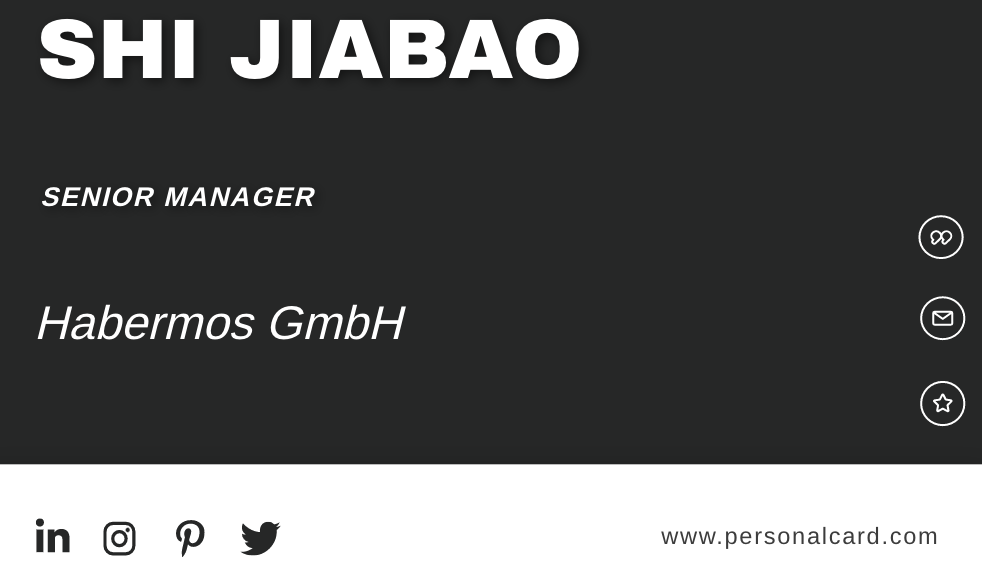 SHI JIABAO
SENIOR MANAGER
Habermos GmbH
www.personalcard.com